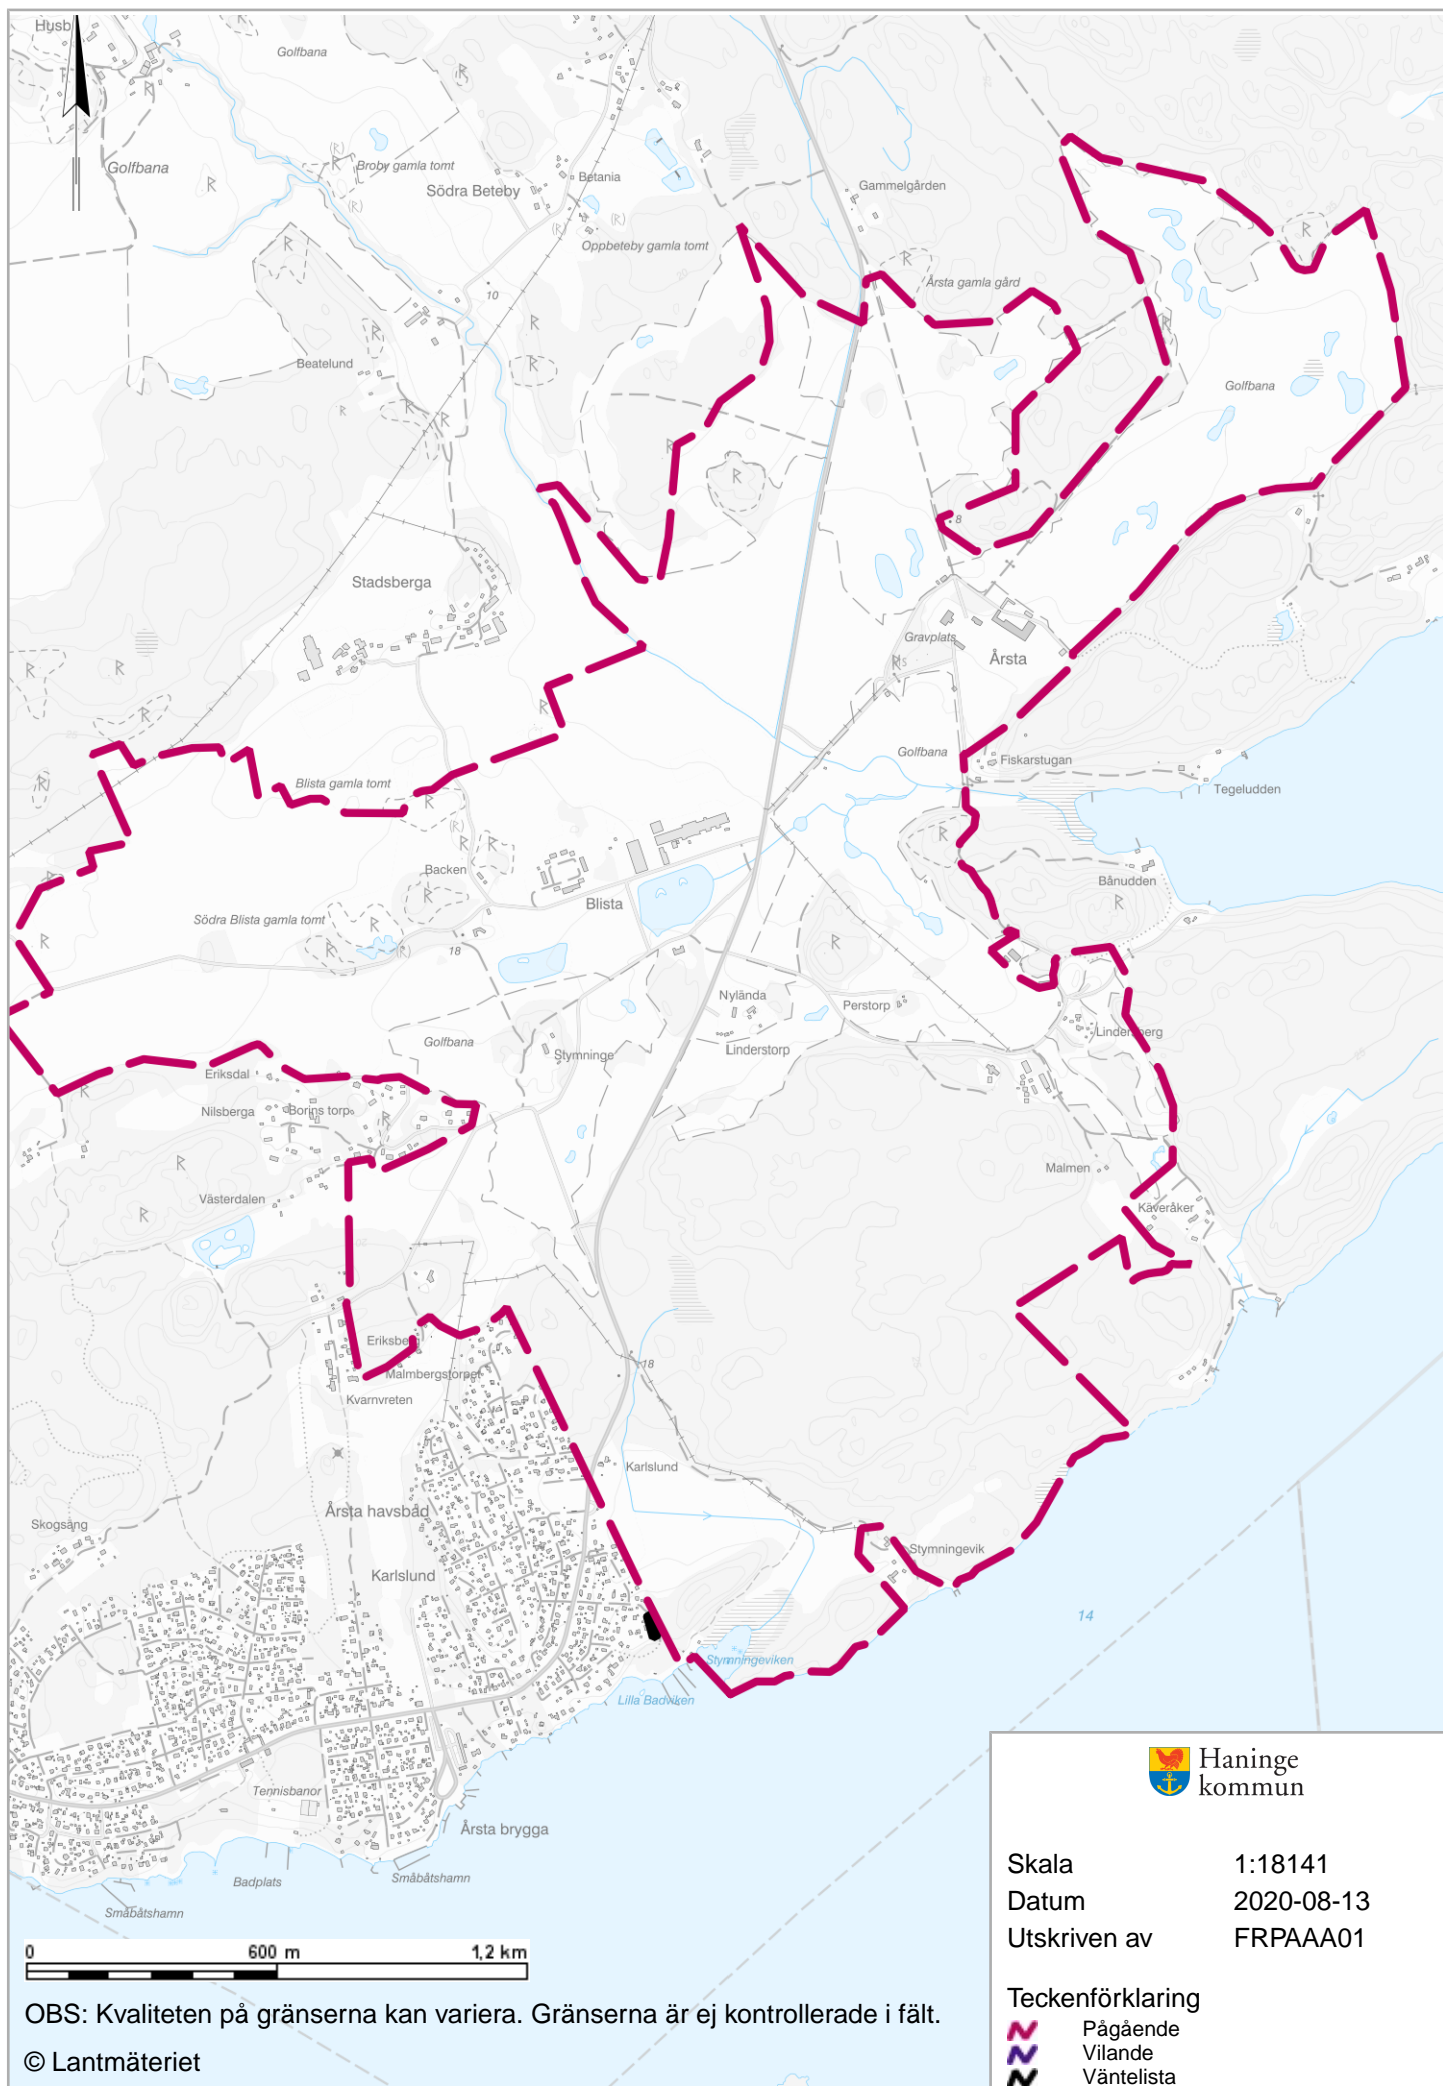 Husb
Golfbana
Golfbana
Broby gamla tomt
(R)
R
(R)
Södra Beteby
Betania
(R)
(R)
Oppbeteby gamla tomt
Gammelgården
Årsta gamla gård
10
Beatelund
Golfbana
8
Stadsberga
Gravplats
Årsta
Golfbana
Fiskarstugan
Tegeludden
Blista gamla tomt
(R)
Backen
Bånudden
Blista
Södra Blista gamla tomt
18
(R)
Nylända
Perstorp
Linderstorp
Lindersberg
Golfbana
Stymninge
Eriksdal
Nilsberga
Borins torp
Malmen
Västerdalen
Käveråker
Eriksberg
Malmbergstorpet
Kvarnvreten
18
Karlslund
Årsta havsbad
Skogsäng
Karlslund
Stymningevik
14
Stymningeviken
Lilla Badviken
Tennisbanor
Årsta brygga
Badplats
Småbåtshamn
Småbåtshamn
Haninge
kommun
Skala 1:18141
Datum 2020-08-13
Utskriven av FRPAAA01
Teckenförklaring
Pågående
Vilande
Väntelista
0 600 m 1,2 km
OBS: Kvaliteten på gränserna kan variera. Gränserna är ej kontrollerade i fält.
© Lantmäteriet